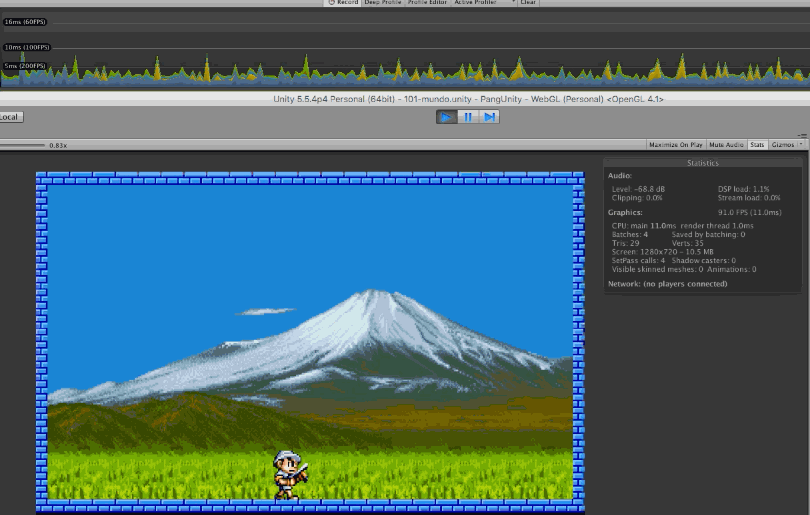 Record Deep Profile Profile Editor Active Profiler Clear
16ms (60FPS)
10ms (100FPS)
5ms (200FPS)
Unity 5.5.4p4 Personal (64bit) - 101-mundo.unity - PangUnity - WebGL (Personal) <OpenGL 4.1>
Local
0.83x Maximize On Play Mute Audio Stats Gizmos
Statistics
Audio:
Level: -68.8 dB DSP load: 1.1%
Clipping: 0.0% Stream load: 0.0%
Graphics: 91.0 FPS (11.0ms)
CPU: main 11.0ms render thread 1.0ms
Batches: 4 Saved by batching: 0
Tris: 29 Verts: 35
Screen: 1280x720 - 10.5 MB
SetPass calls: 4 Shadow casters: 0
Visible skinned meshes: 0 Animations: 0
Network: (no players connected)